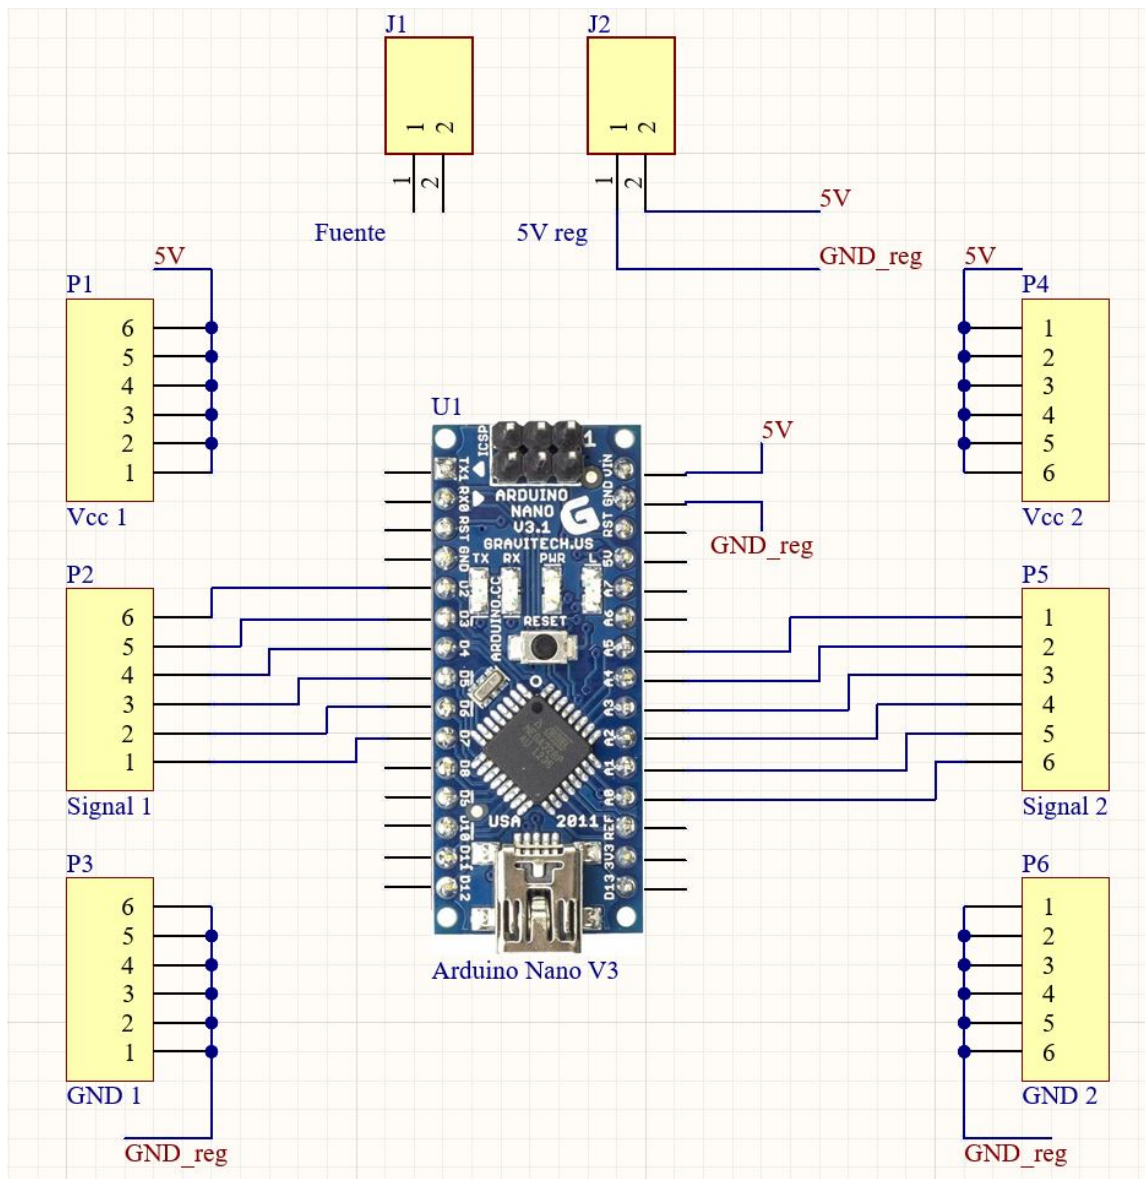 J1
J2
1 2
1 2
1 2
1 2
Fuente
5V reg
5V
GND_reg
5V
P1
6
5
4
3
2
1
Vcc 1
5V
P4
1
2
3
4
5
6
Vcc 2
U1
5V
GND_reg
ICSP
1
ARDUINO
NANO
V3.1
G
GRAVITECH.US
TX RX PWR L
ARDUINO.CC
RESET
TX1
RX0
RST
GND
D2
D3
D4
D5
D6
D7
D8
D9
D10
D11
D12
VIN
GND
RST
5V
A7
A6
A5
A4
A3
A2
A1
A0
REF
3V3
D13
USA 2011
Arduino Nano V3
P2
6
5
4
3
2
1
Signal 1
P5
1
2
3
4
5
6
Signal 2
P3
6
5
4
3
2
1
GND 1
GND_reg
P6
1
2
3
4
5
6
GND 2
GND_reg